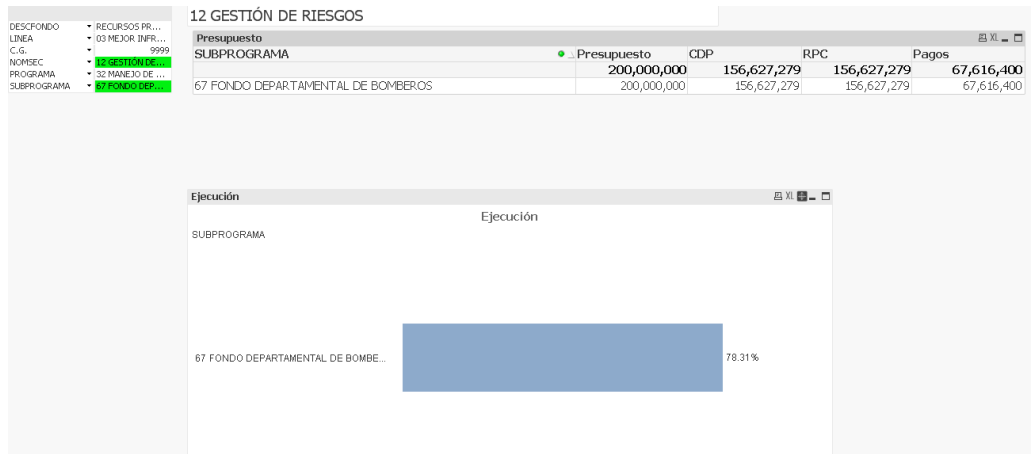 12 GESTIÓN DE RIESGOS
DESCFONDO RECURSOS PR...
LINEA 03 MEJOR INFR...
C.G. 9999
NOMSEC 12 GESTIÓN DE...
PROGRAMA 32 MANEJO DE ...
SUBPROGRAMA 67 FONDO DEP...
Presupuesto XL
SUBPROGRAMA Presupuesto CDP RPC Pagos
200,000,000 156,627,279 156,627,279 67,616,400
67 FONDO DEPARTAMENTAL DE BOMBEROS 200,000,000 156,627,279 156,627,279 67,616,400
Ejecución XL
Ejecución
SUBPROGRAMA
67 FONDO DEPARTAMENTAL DE BOMBE... 78.31%